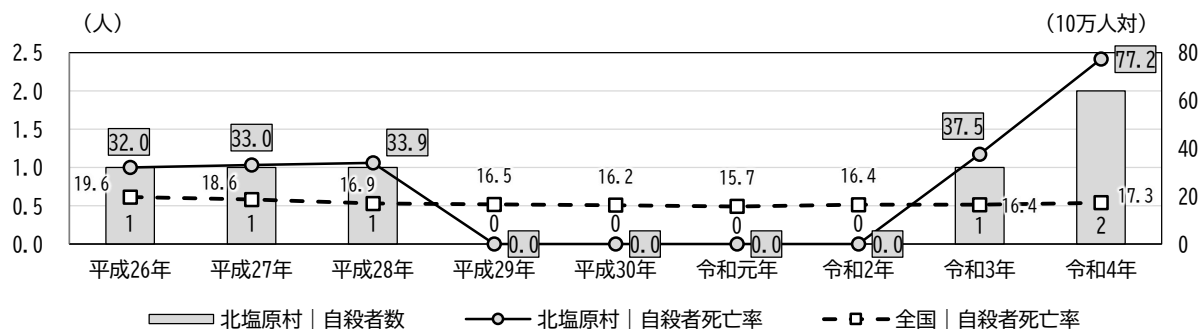 （人） （10万人対）
2.5 80
2.0 60
1.5 40
1.0 20
0.5 0
0.0
32.0 33.0 33.9 37.5 77.2
19.6 18.6 16.9 16.5 16.2 15.7 16.4 16.4 17.3
1 1 1 0 0 0 0 1 2
0.0 0.0 0.0 0.0
平成26年 平成27年 平成28年 平成29年 平成30年 令和元年 令和2年 令和3年 令和4年
北塩原村｜自殺者数 北塩原村｜自殺者死亡率 全国｜自殺者死亡率